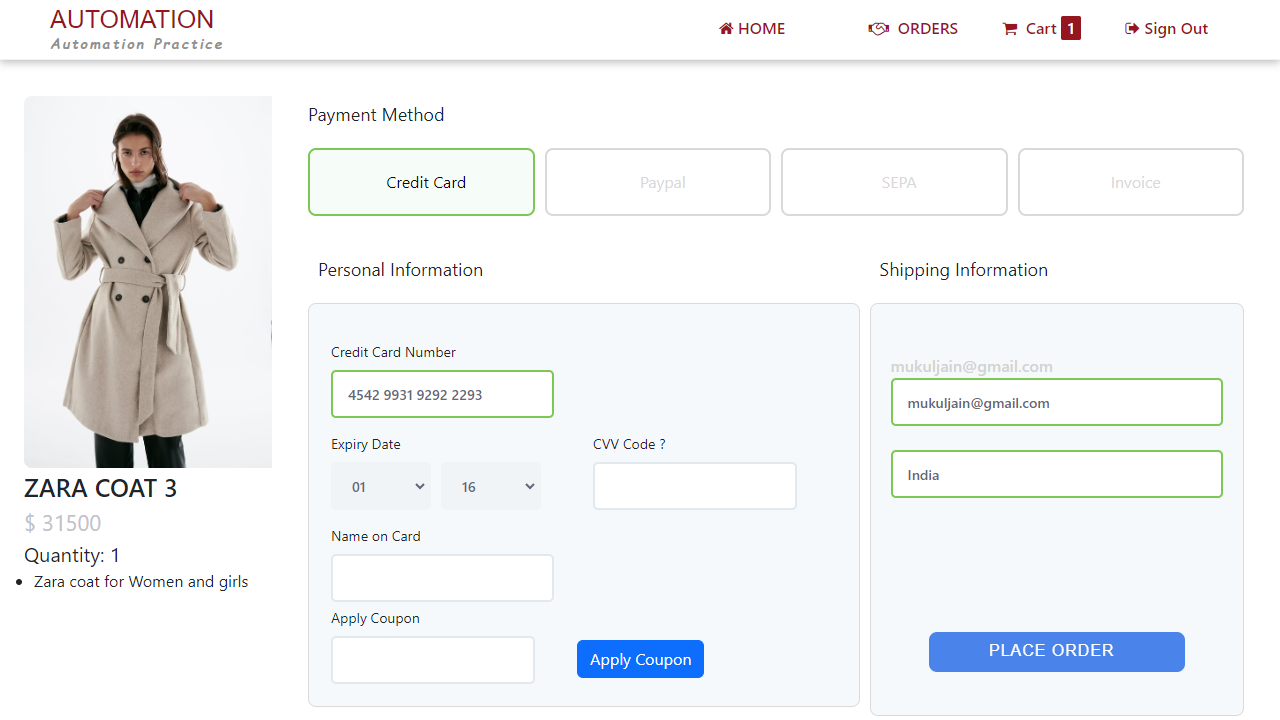 AUTOMATION
Automation Practice
HOME
ORDERS
Cart 1
Sign Out
ZARA COAT 3
$ 31500
Quantity: 1
Zara coat for Women and girls
Payment Method
Credit Card
Paypal
SEPA
Invoice
Personal Information
Credit Card Number
4542 9931 9292 2293
Expiry Date
CVV Code ?
01
16
Name on Card
Apply Coupon
Apply Coupon
Shipping Information
mukuljain@gmail.com
mukuljain@gmail.com
India
PLACE ORDER